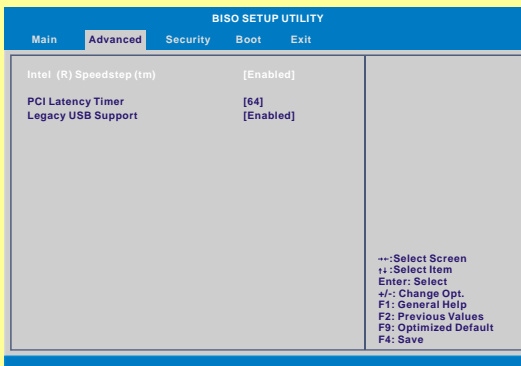 BISO SETUP UTILITY
Main Advanced Security Boot Exit
Intel (R) Speedstep (tm) [Enabled]
PCI Latency Timer [64]
Legacy USB Support [Enabled]
→←:Select Screen
↑↓:Select Item
Enter: Select
+/-: Change Opt.
F1: General Help
F2: Previous Values
F9: Optimized Default
F4: Save